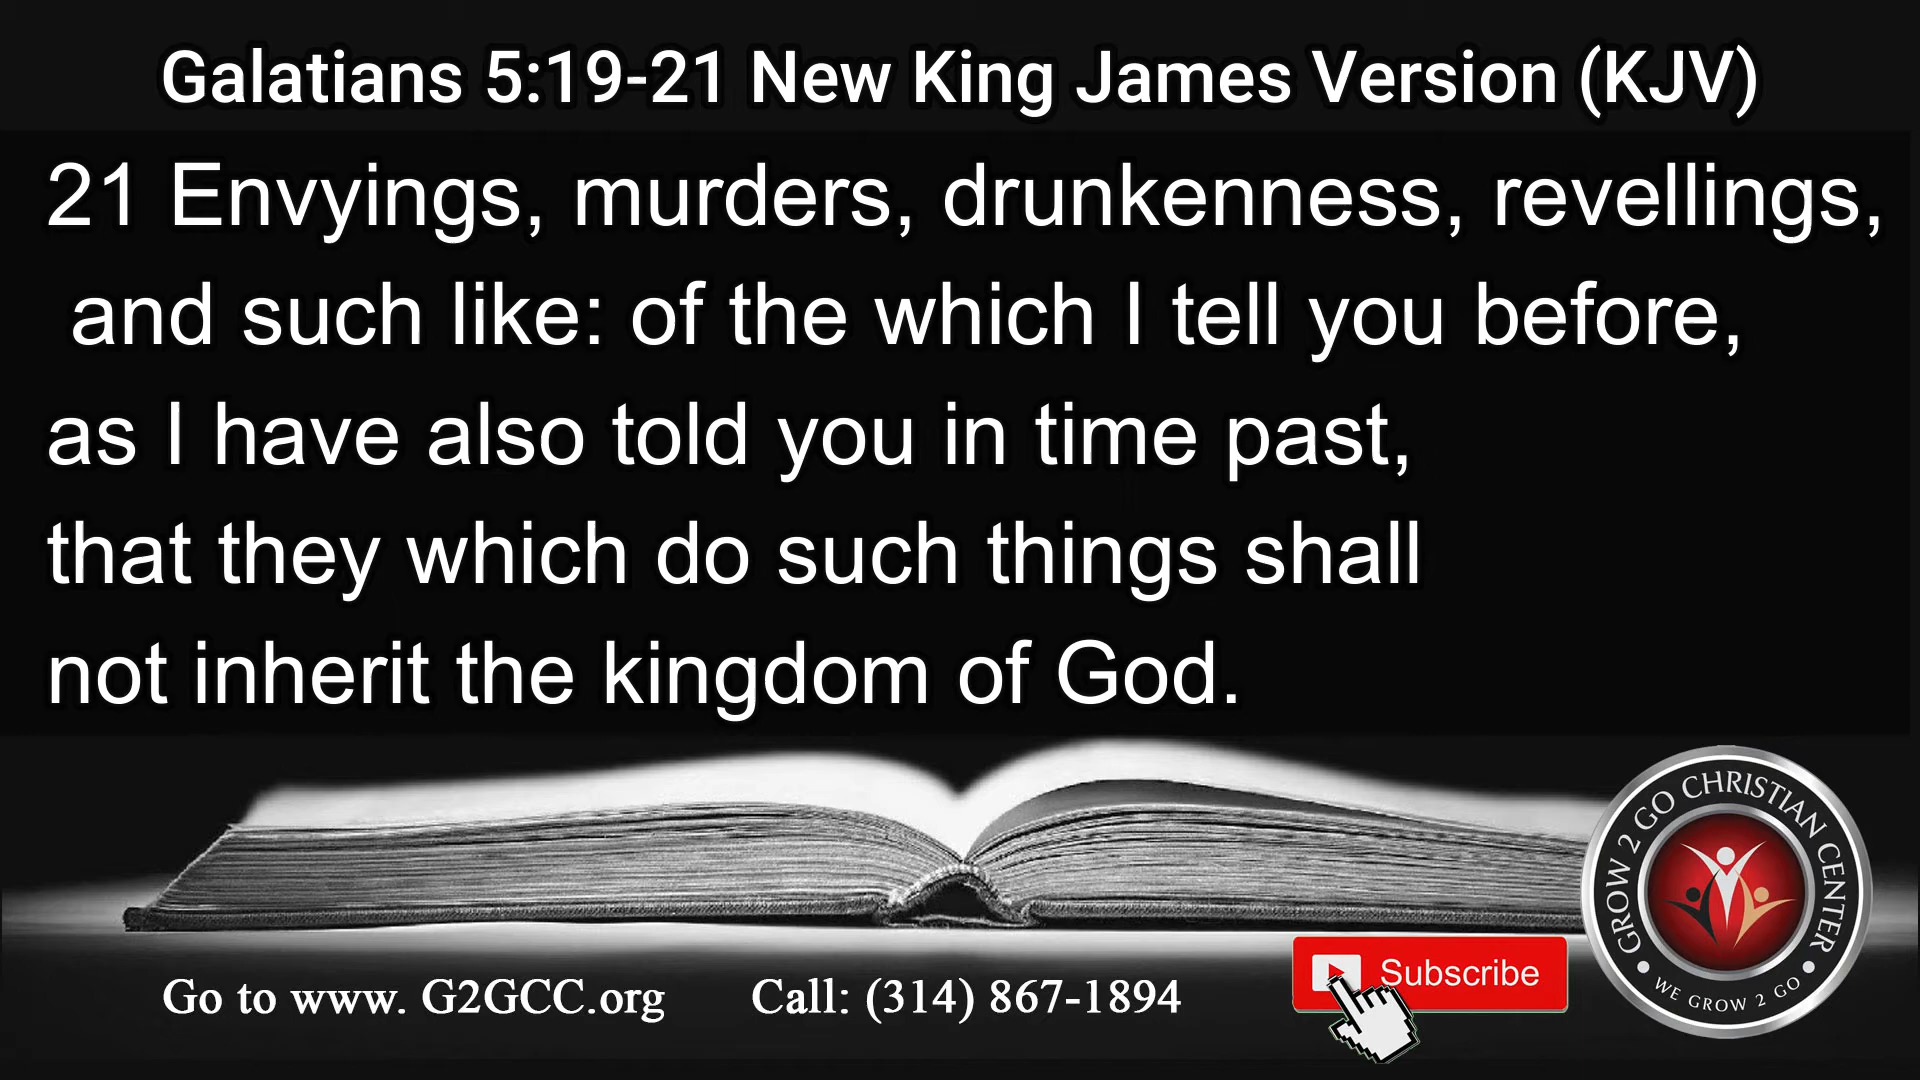 Galatians 5:19-21 New King James Version (KJV)
21 Envyings, murders, drunkenness, revellings,
and such like: of the which I tell you before,
as I have also told you in time past,
that they which do such things shall
not inherit the kingdom of God.
GROW 2 GO CHRISTIAN CENTER
WE GROW 2 GO
Subscribe
Go to www. G2GCC.org Call: (314) 867-1894